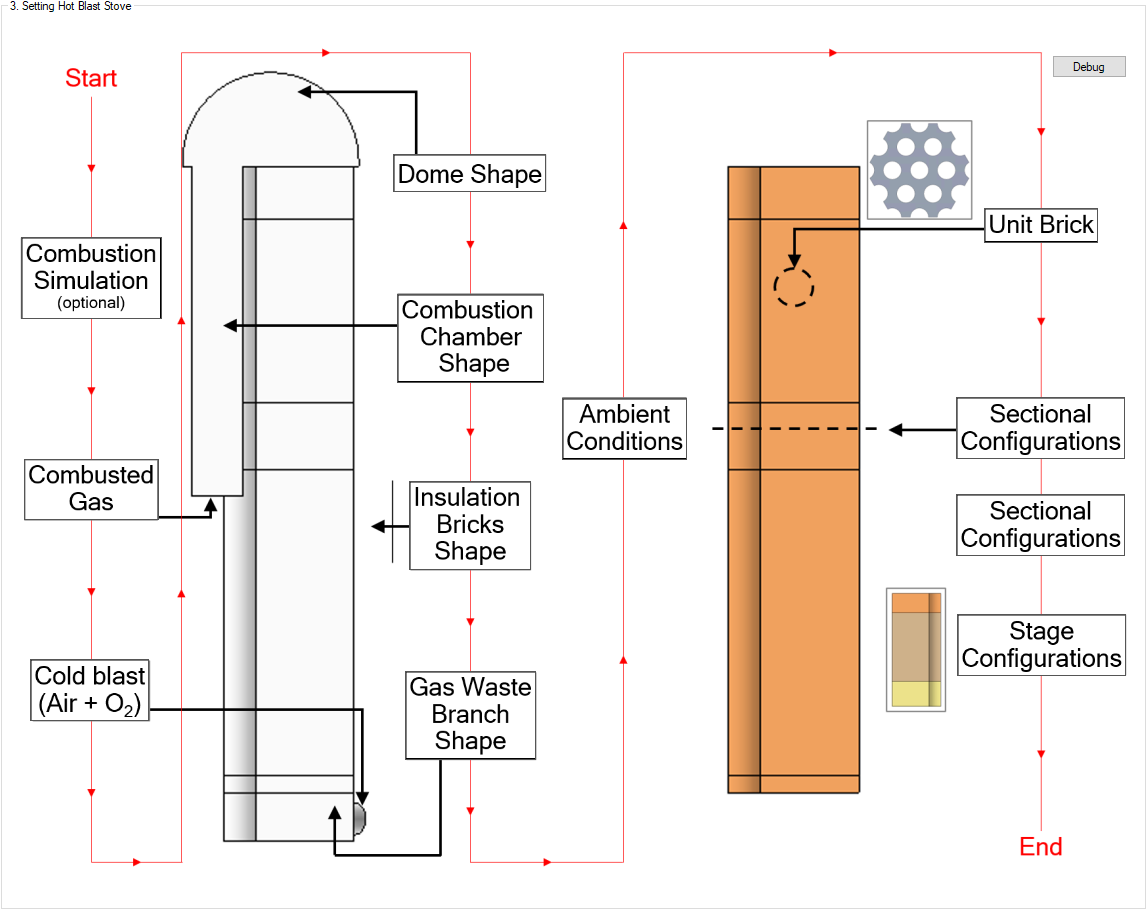 3. Setting Hot Blast Stove
Start
Combustion
Simulation
(optional)
Combusted
Gas
Cold blast
(Air + O₂)
Dome Shape
Combustion
Chamber
Shape
Insulation
Bricks
Shape
Gas Waste
Branch
Shape
Ambient
Conditions
Debug
Unit Brick
Sectional
Configurations
Sectional
Configurations
Stage
Configurations
End